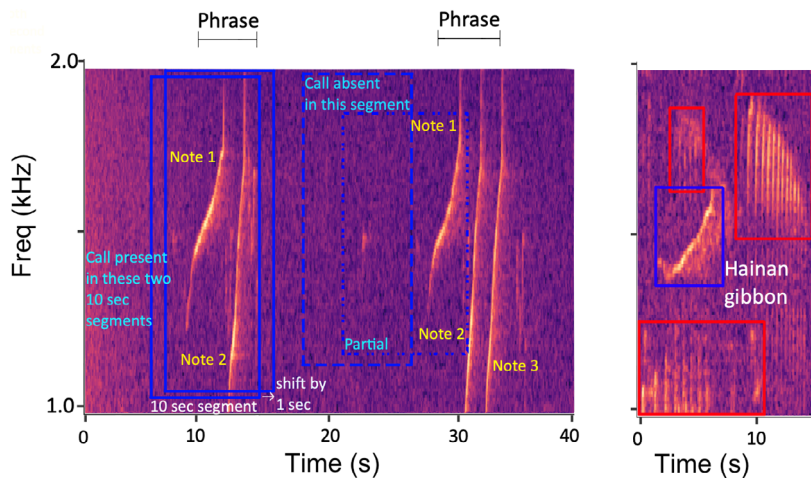 Phrase
Phrase
2.0
1.0
Freq (kHz)
Note 1
Call present
in these two
10 sec
segments
Note 2
10 sec segment
shift by
1 sec
Call absent
in this segment
Note 1
Note 2
Partial
Note 3
0
10
20
30
40
Time (s)
Hainan
gibbon
0
10
Time (s)